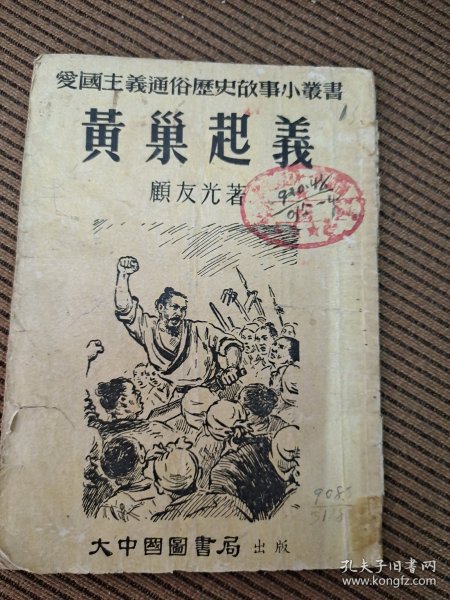 愛國主義通俗歷史故事小叢書
黃巢起義
顧友光著
大中國圖書局 出版
孔夫子旧书网
www.kongfz.com